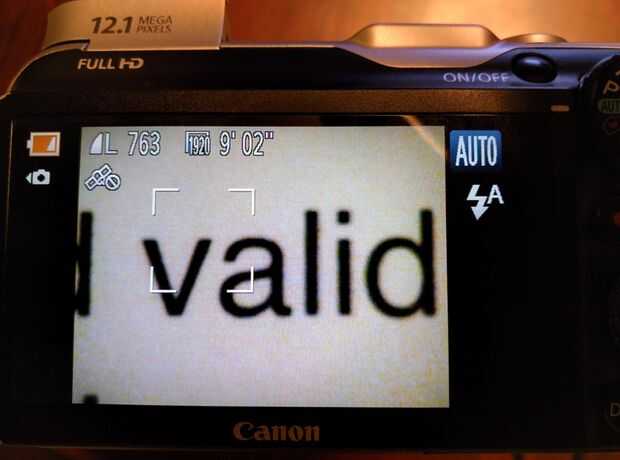 12.1 MEGA PIXELS
FULL HD
ON/OFF
L 763 1920 9'02"
AUTO
A
valid
Canon